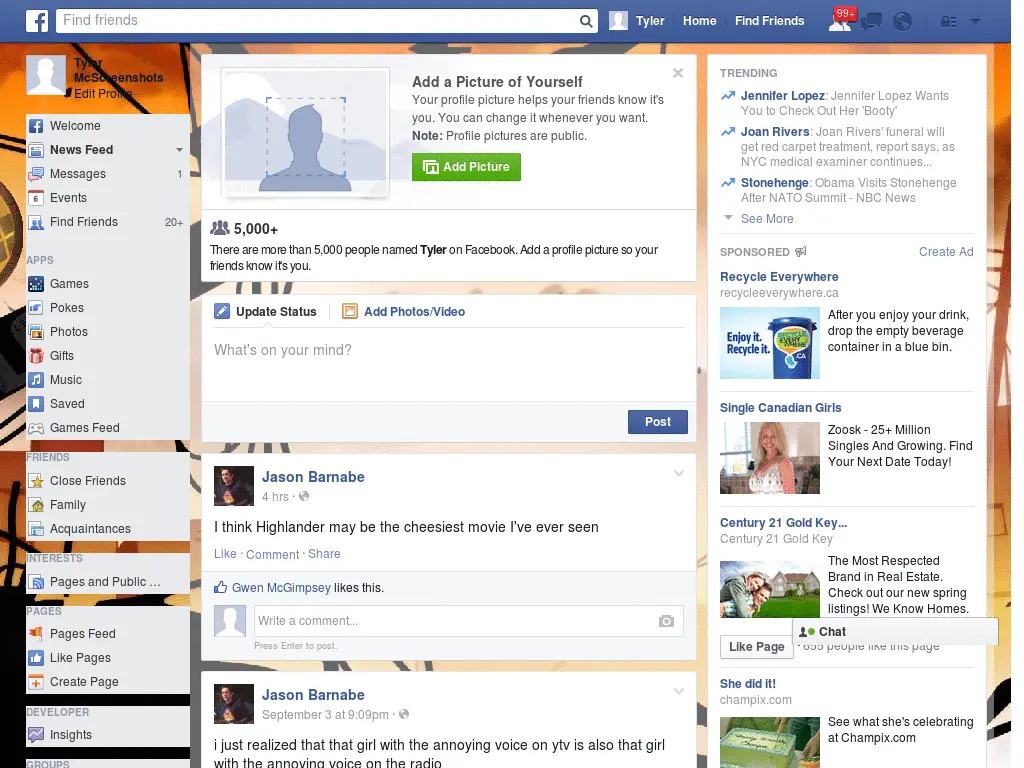 f
Find friends
Tyler
Home
Find Friends
99+
Tyler
McScreenshots
Edit Profile
Welcome
News Feed
Messages 1
6 Events
Find Friends 20+
APPS
Games
Pokes
Photos
Gifts
Music
Saved
Games Feed
FRIENDS
Close Friends
Family
Acquaintances
INTERESTS
Pages and Public ...
PAGES
Pages Feed
Like Pages
Create Page
DEVELOPER
Insights
GROUPS
Add a Picture of Yourself
Your profile picture helps your friends know it's
you. You can change it whenever you want.
Note: Profile pictures are public.
Add Picture
5,000+
There are more than 5,000 people named Tyler on Facebook. Add a profile picture so your
friends know it's you.
Update Status
Add Photos/Video
What's on your mind?
Post
Jason Barnabe
4 hrs ·
I think Highlander may be the cheesiest movie I've ever seen
Like · Comment · Share
Gwen McGimpsey likes this.
Write a comment...
Press Enter to post.
Jason Barnabe
September 3 at 9:09pm ·
i just realized that that girl with the annoying voice on ytv is also that girl
with the annoying voice on the radio
TRENDING
Jennifer Lopez: Jennifer Lopez Wants
You to Check Out Her 'Booty'
Joan Rivers: Joan Rivers' funeral will
get red carpet treatment, report says, as
NYC medical examiner continues...
Stonehenge: Obama Visits Stonehenge
After NATO Summit - NBC News
See More
SPONSORED
Create Ad
Recycle Everywhere
recycleeverywhere.ca
Enjoy it.
Recycle it.
RECYCLE
EVERY
WHERE
.CA
After you enjoy your drink,
drop the empty beverage
container in a blue bin.
Single Canadian Girls
Zoosk - 25+ Million
Singles And Growing. Find
Your Next Date Today!
Century 21 Gold Key...
Century 21 Gold Key
The Most Respected
Brand in Real Estate.
Check out our new spring
listings! We Know Homes.
Chat
Like Page
· 655 people like this page
She did it!
champix.com
See what she's celebrating
at Champix.com